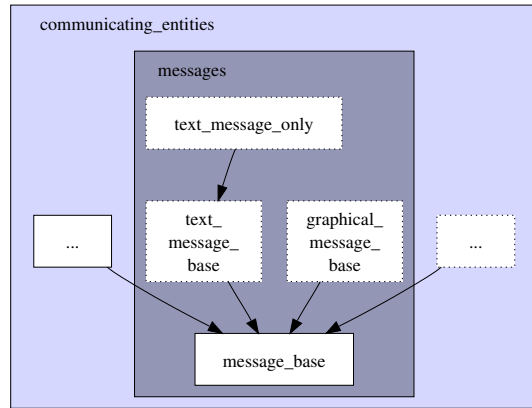 communicating_entities
messages
text_message_only
...
text_
message_
base
graphical_
message_
base
...
message_base